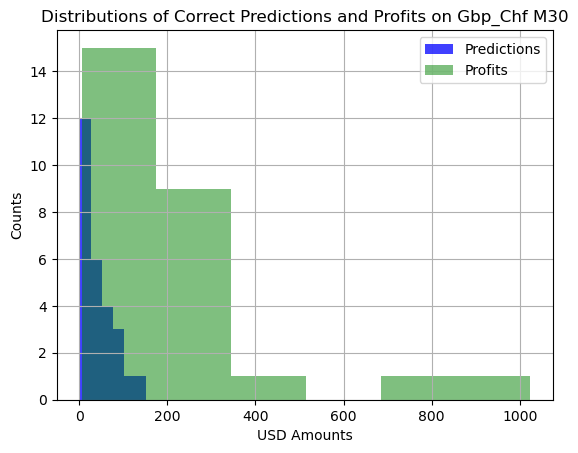 Distributions of Correct Predictions and Profits on Gbp_Chf M30
Predictions
Profits
14
12
10
8
6
4
2
0
Counts
0 200 400 600 800 1000
USD Amounts